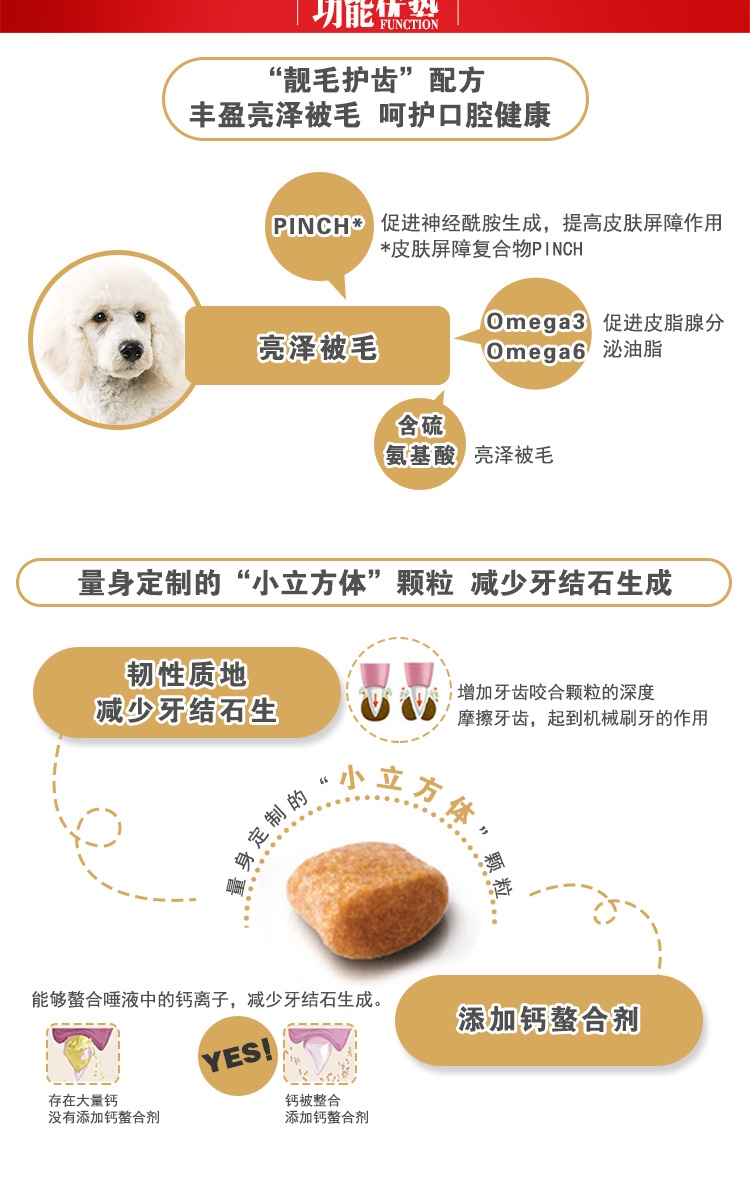 功能优势
FUNCTION
“靓毛护齿”配方
丰盈亮泽被毛 呵护口腔健康
PINCH*
促进神经酰胺生成，提高皮肤屏障作用
*皮肤屏障复合物PINCH
亮泽被毛
Omega3
Omega6
促进皮脂腺分
泌油脂
含硫
氨基酸
亮泽被毛
量身定制的“小立方体”颗粒 减少牙结石生成
韧性质地
减少牙结石生
增加牙齿咬合颗粒的深度
摩擦牙齿，起到机械刷牙的作用
量身定制的“小立方体”颗粒
能够螯合唾液中的钙离子，减少牙结石生成。
添加钙螯合剂
YES!
存在大量钙
没有添加钙螯合剂
钙被整合
添加钙螯合剂